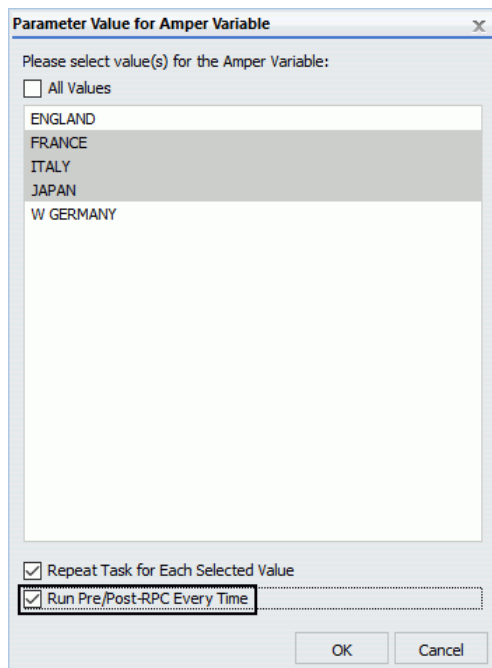 Parameter Value for Amper Variable
Please select value(s) for the Amper Variable:
All Values
ENGLAND
FRANCE
ITALY
JAPAN
W GERMANY
Repeat Task for Each Selected Value
Run Pre/Post-RPC Every Time
OK Cancel